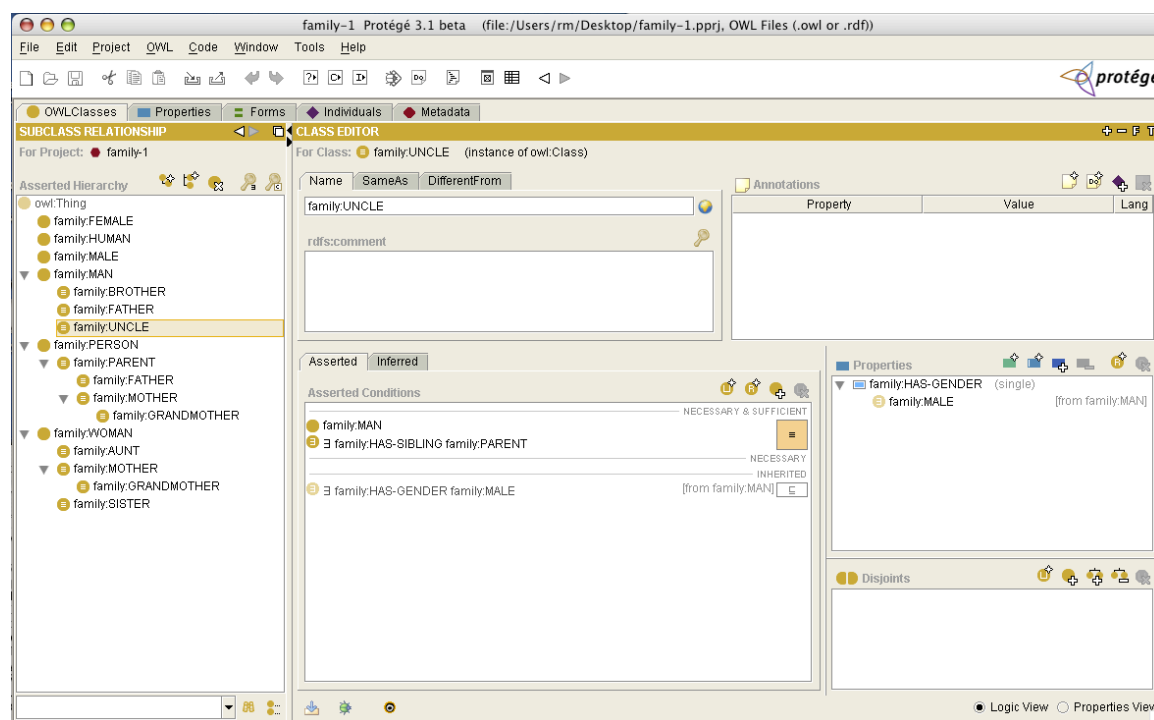 family-1 Protégé 3.1 beta (file:/Users/rm/Desktop/family-1.pprj, OWL Files (.owl or .rdf))
File Edit Project OWL Code Window Tools Help
protégé
OWLClasses Properties Forms Individuals Metadata
SUBCLASS RELATIONSHIP
For Project: family-1
Asserted Hierarchy
owl:Thing
family:FEMALE
family:HUMAN
family:MALE
family:MAN
family:BROTHER
family:FATHER
family:UNCLE
family:PERSON
family:PARENT
family:FATHER
family:MOTHER
family:GRANDMOTHER
family:WOMAN
family:AUNT
family:MOTHER
family:GRANDMOTHER
family:SISTER
CLASS EDITOR
F T
For Class: family:UNCLE (instance of owl:Class)
Name SameAs DifferentFrom
family:UNCLE
rdfs:comment
Annotations
Property Value Lang
Asserted Inferred
Asserted Conditions
NECESSARY & SUFFICIENT
family:MAN
∃ family:HAS-SIBLING family:PARENT
≡
NECESSARY
INHERITED
∃ family:HAS-GENDER family:MALE [from family:MAN] ⊑
Properties
family:HAS-GENDER (single)
family:MALE [from family:MAN]
Disjoints
Logic View Properties View